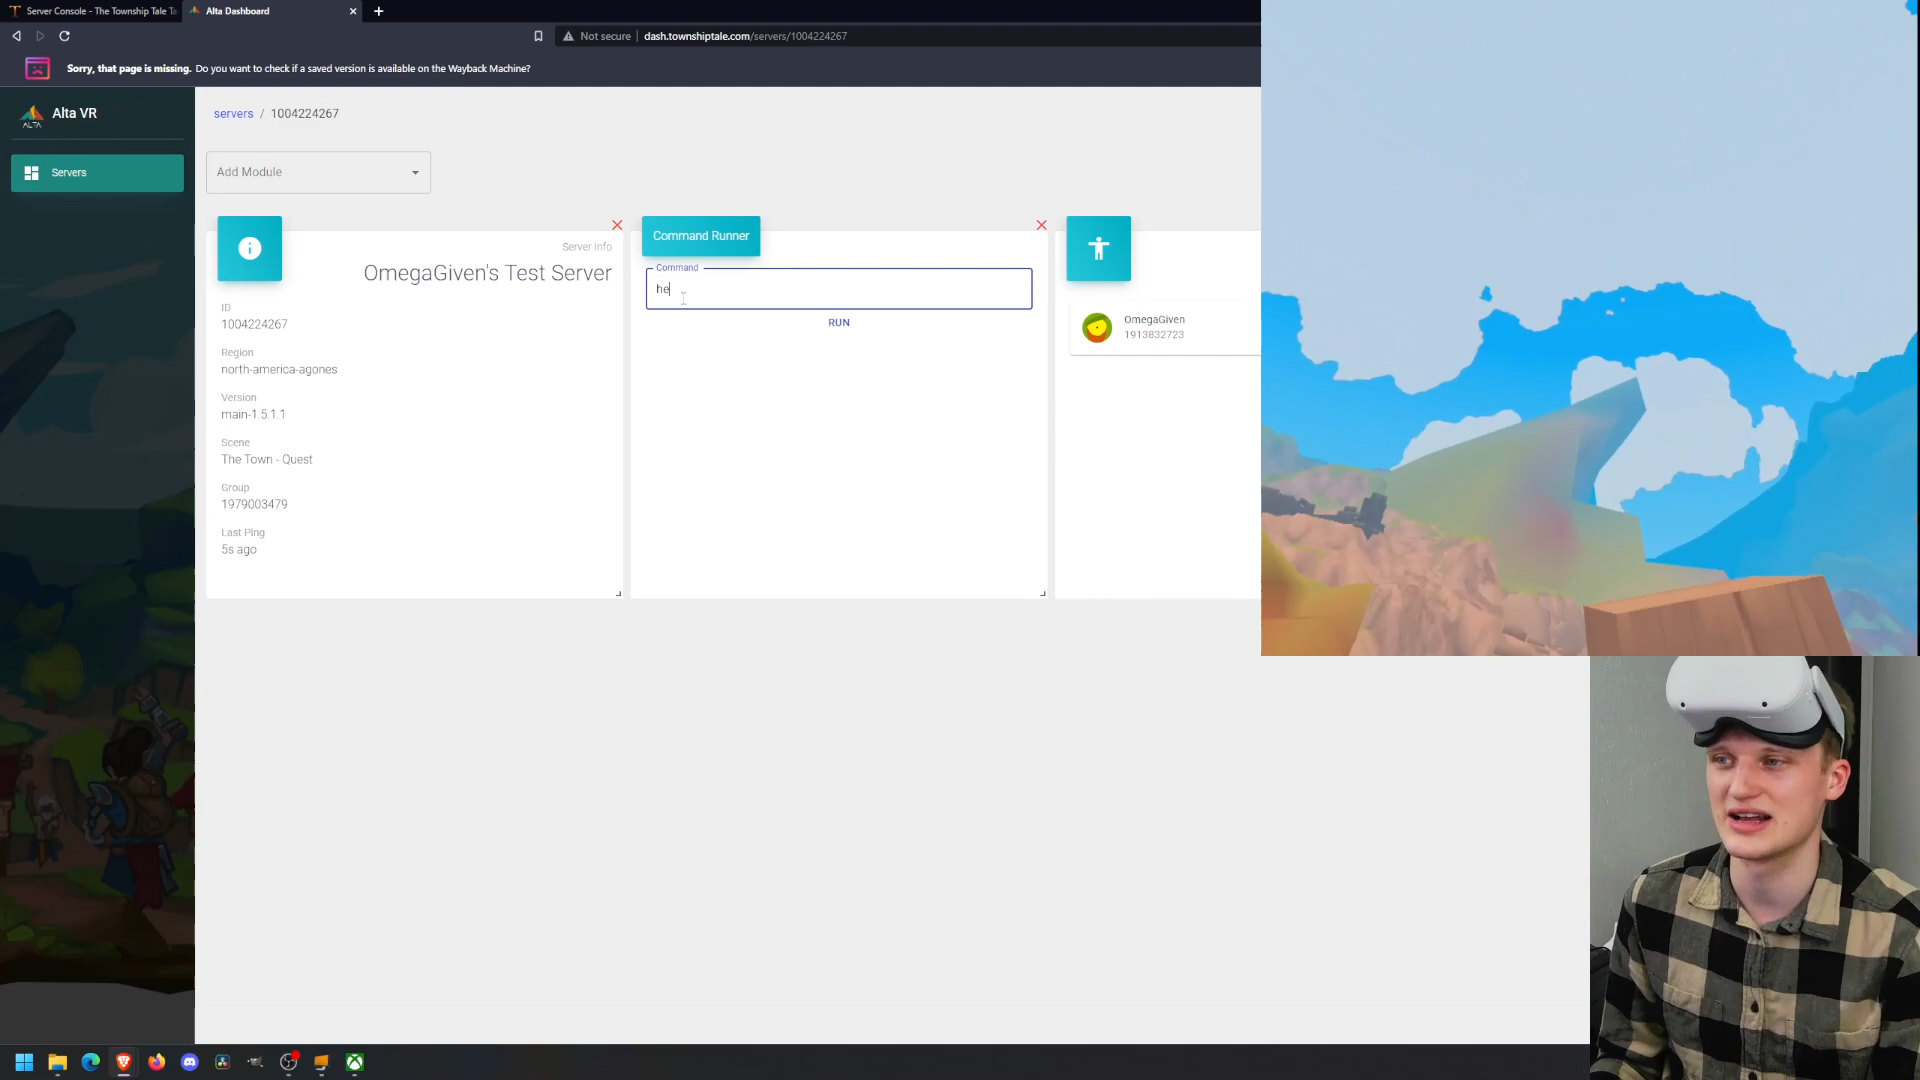 Server Console - The Township Tale Ta
Alta Dashboard
Not secure
dash.townshiptale.com/servers/1004224267
Sorry, that page is missing. Do you want to check if a saved version is available on the Wayback Machine?
ALTA
Alta VR
servers / 1004224267
Servers
Add Module
Server Info
OmegaGiven's Test Server
ID
1004224267
Region
north-america-agones
Version
main-1.5.1.1
Scene
The Town - Quest
Group
1979003479
Last Ping
5s ago
Command Runner
Command
he
RUN
OmegaGiven
1913832723